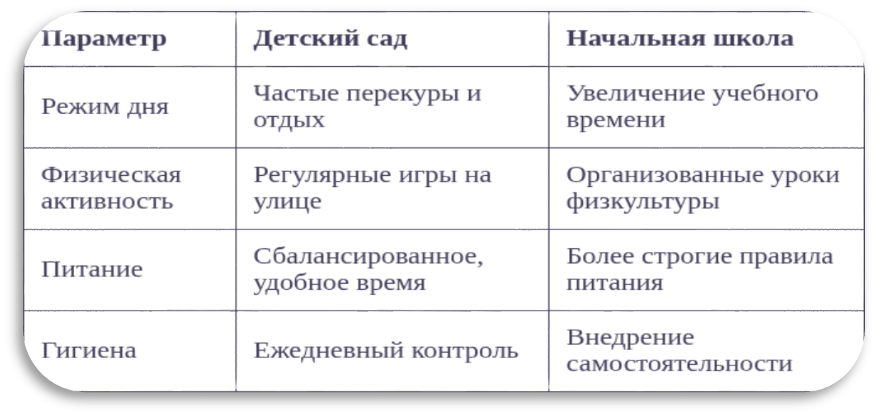 Параметр
Детский сад
Начальная школа
Режим дня
Частые перекуры и
отдых
Увеличение учебного
времени
Физическая
активность
Регулярные игры на
улице
Организованные уроки
физкультуры
Питание
Сбалансированное,
удобное время
Более строгие правила
питания
Гигиена
Ежедневный контроль
Внедрение
самостоятельности